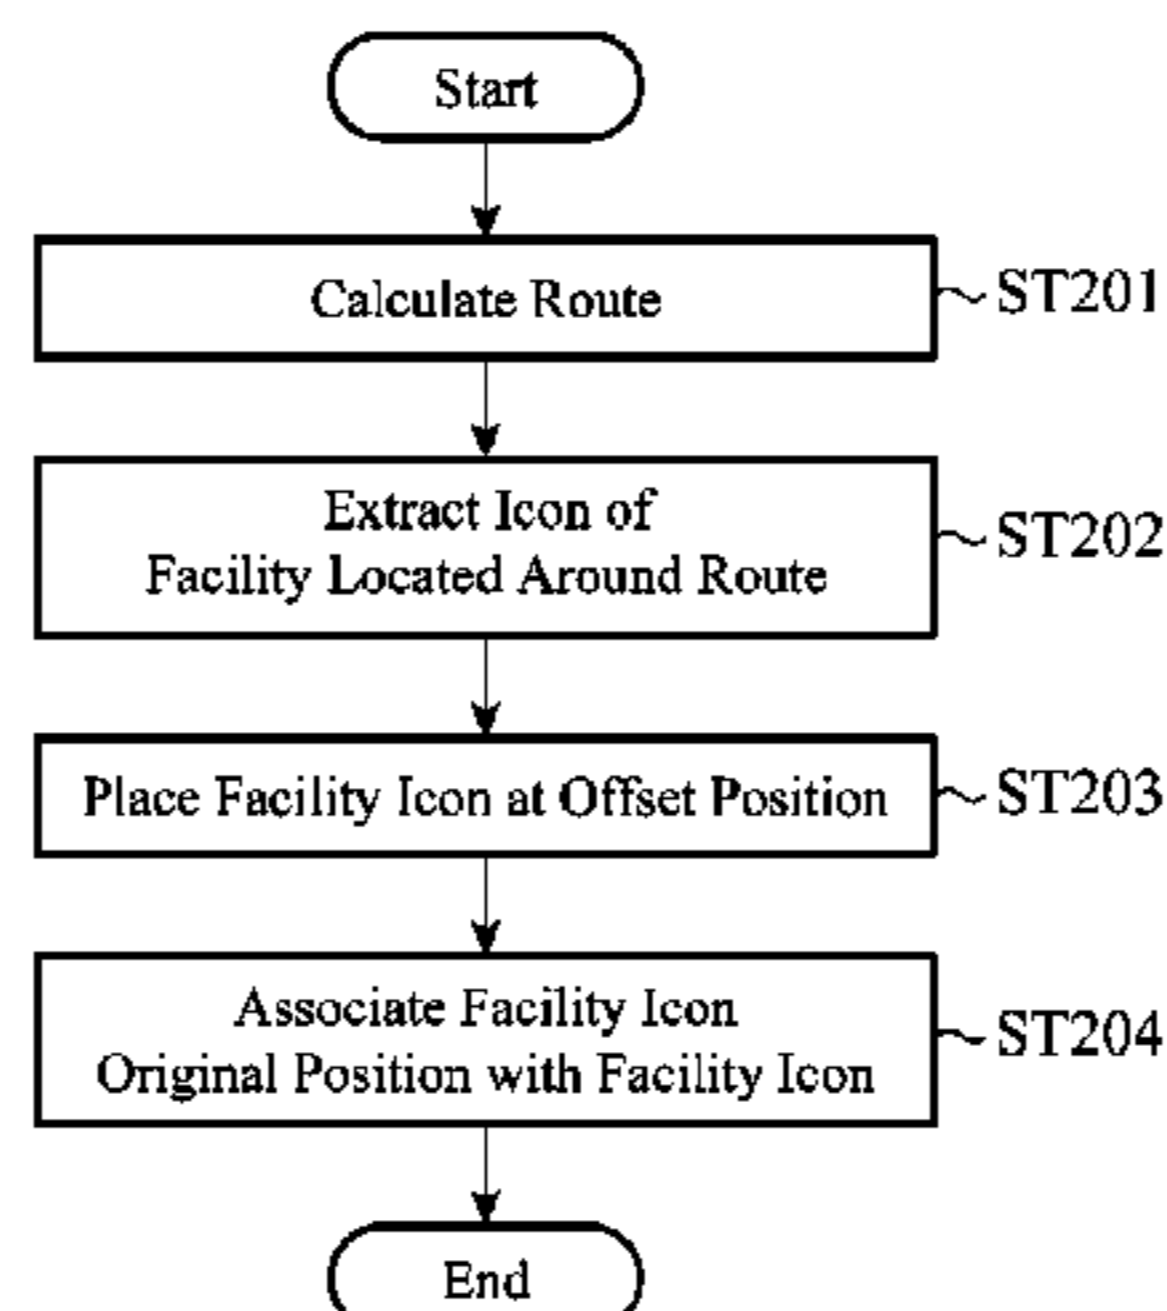 Start
Calculate Route
ST201
Extract Icon of
Facility Located Around Route
ST202
Place Facility Icon at Offset Position
ST203
Associate Facility Icon
Original Position with Facility Icon
ST204
End